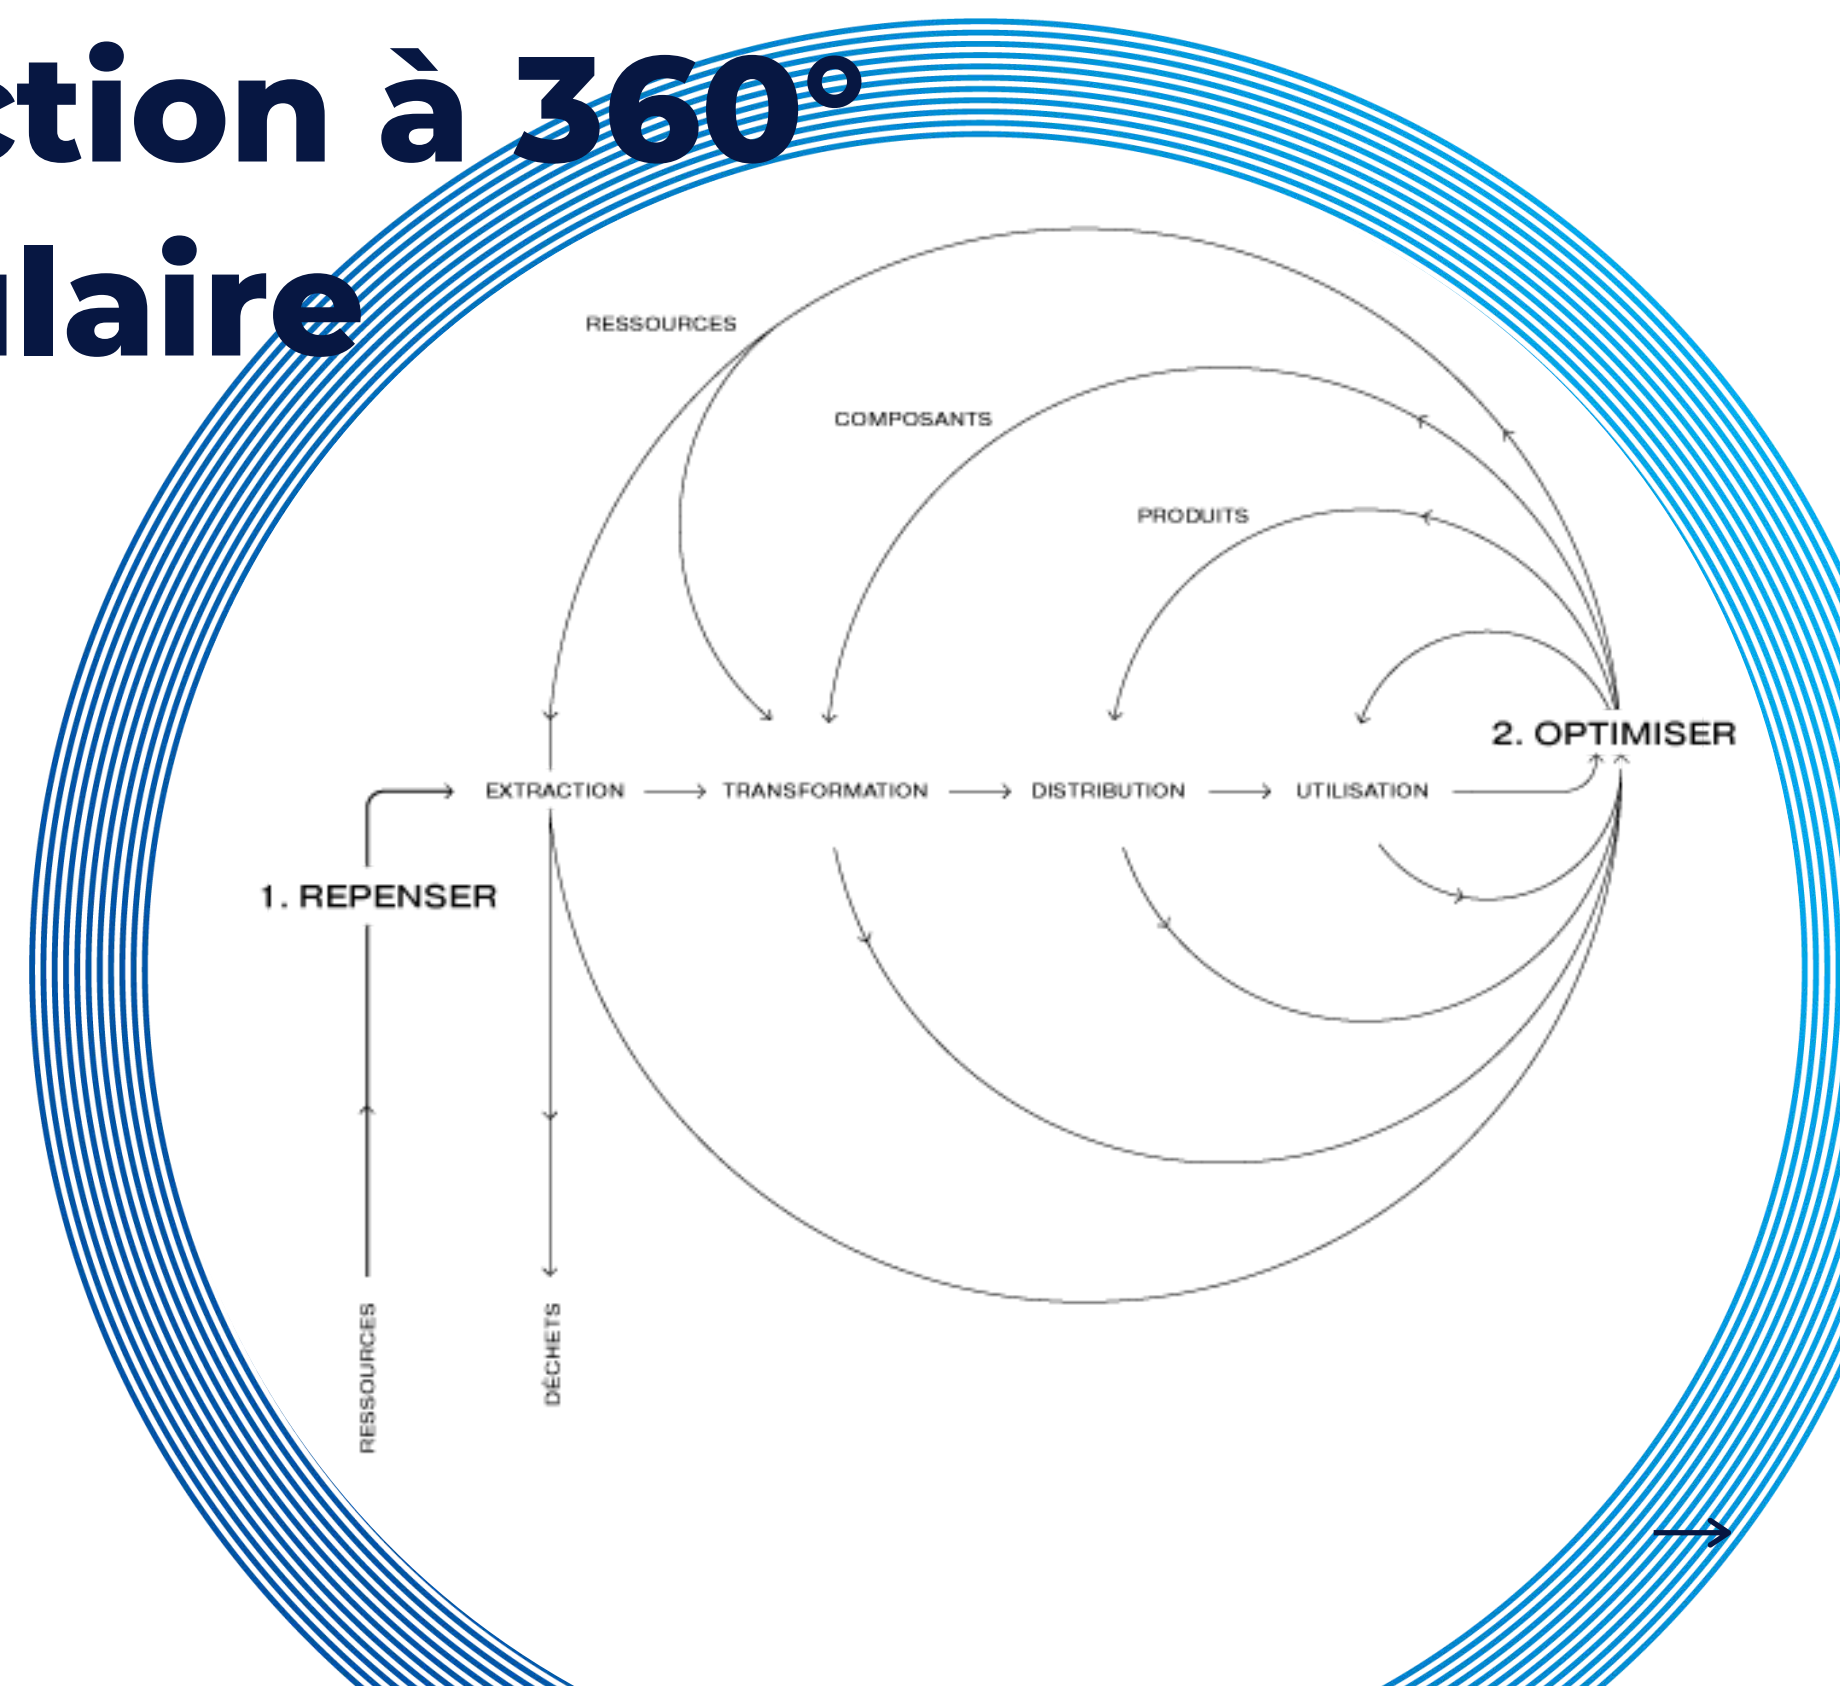 ction à 360°
ulaire
RESSOURCES
COMPOSANTS
PRODUITS
2. OPTIMISER
EXTRACTION
TRANSFORMATION
DISTRIBUTION
UTILISATION
1. REPENSER
RESSOURCES
DÉCHETS